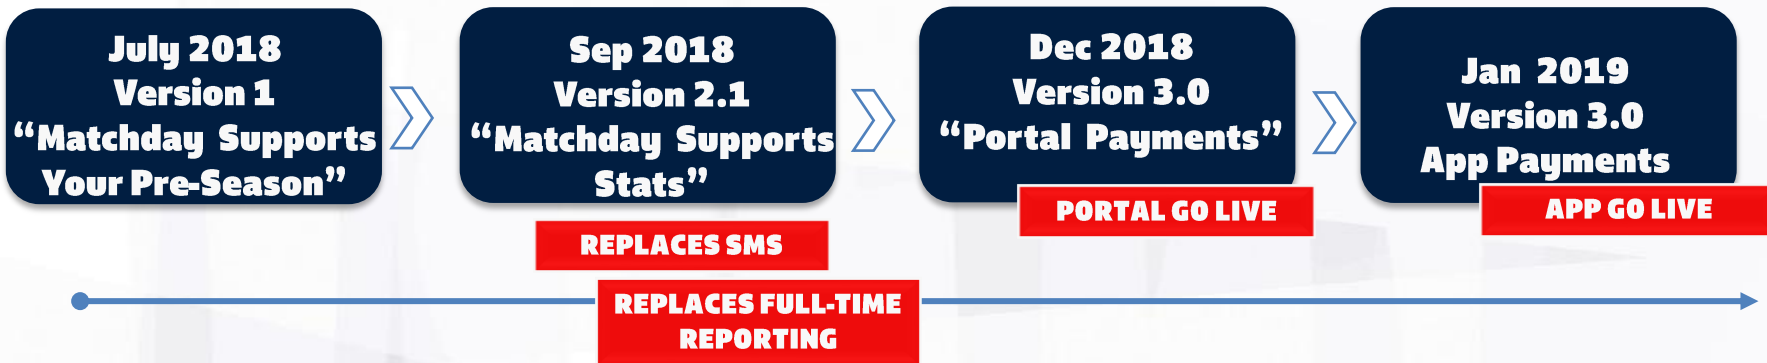 July 2018
Version 1
“Matchday Supports
Your Pre-Season”
Sep 2018
Version 2.1
“Matchday Supports
Stats”
REPLACES SMS
REPLACES FULL-TIME
REPORTING
Dec 2018
Version 3.0
“Portal Payments”
PORTAL GO LIVE
Jan 2019
Version 3.0
App Payments
APP GO LIVE